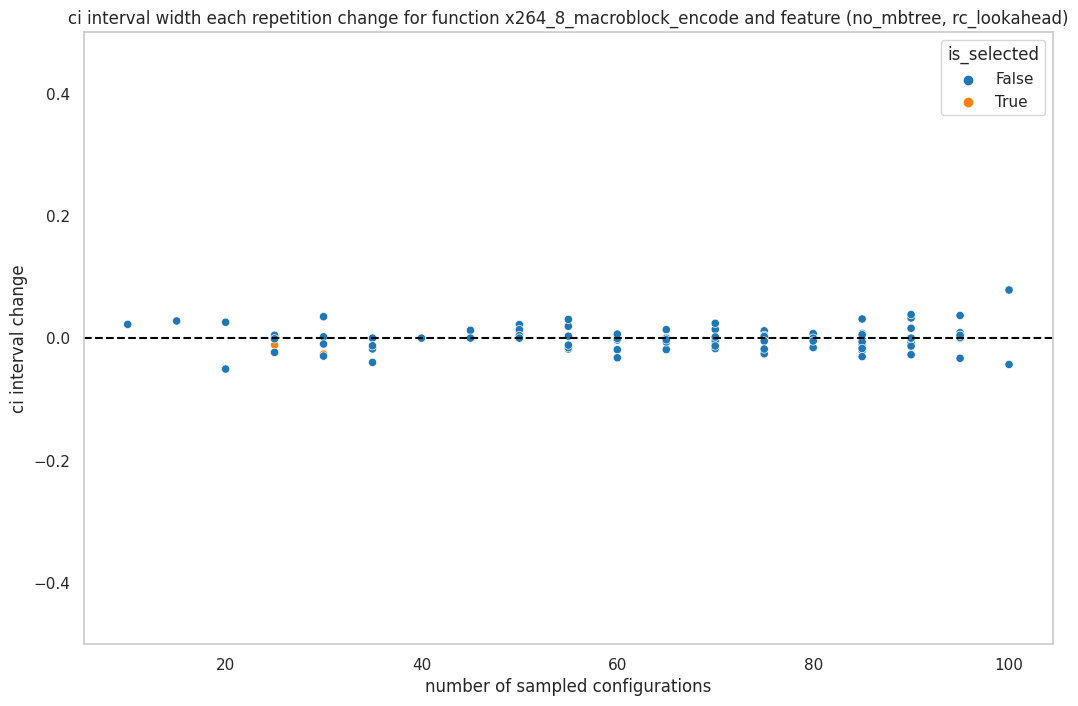 ci interval width each repetition change for function x264_8_macroblock_encode and feature (no_mbtree, rc_lookahead)
is_selected
False
True
0.4
0.2
0.0
−0.2
−0.4
ci interval change
20
40
60
80
100
number of sampled configurations